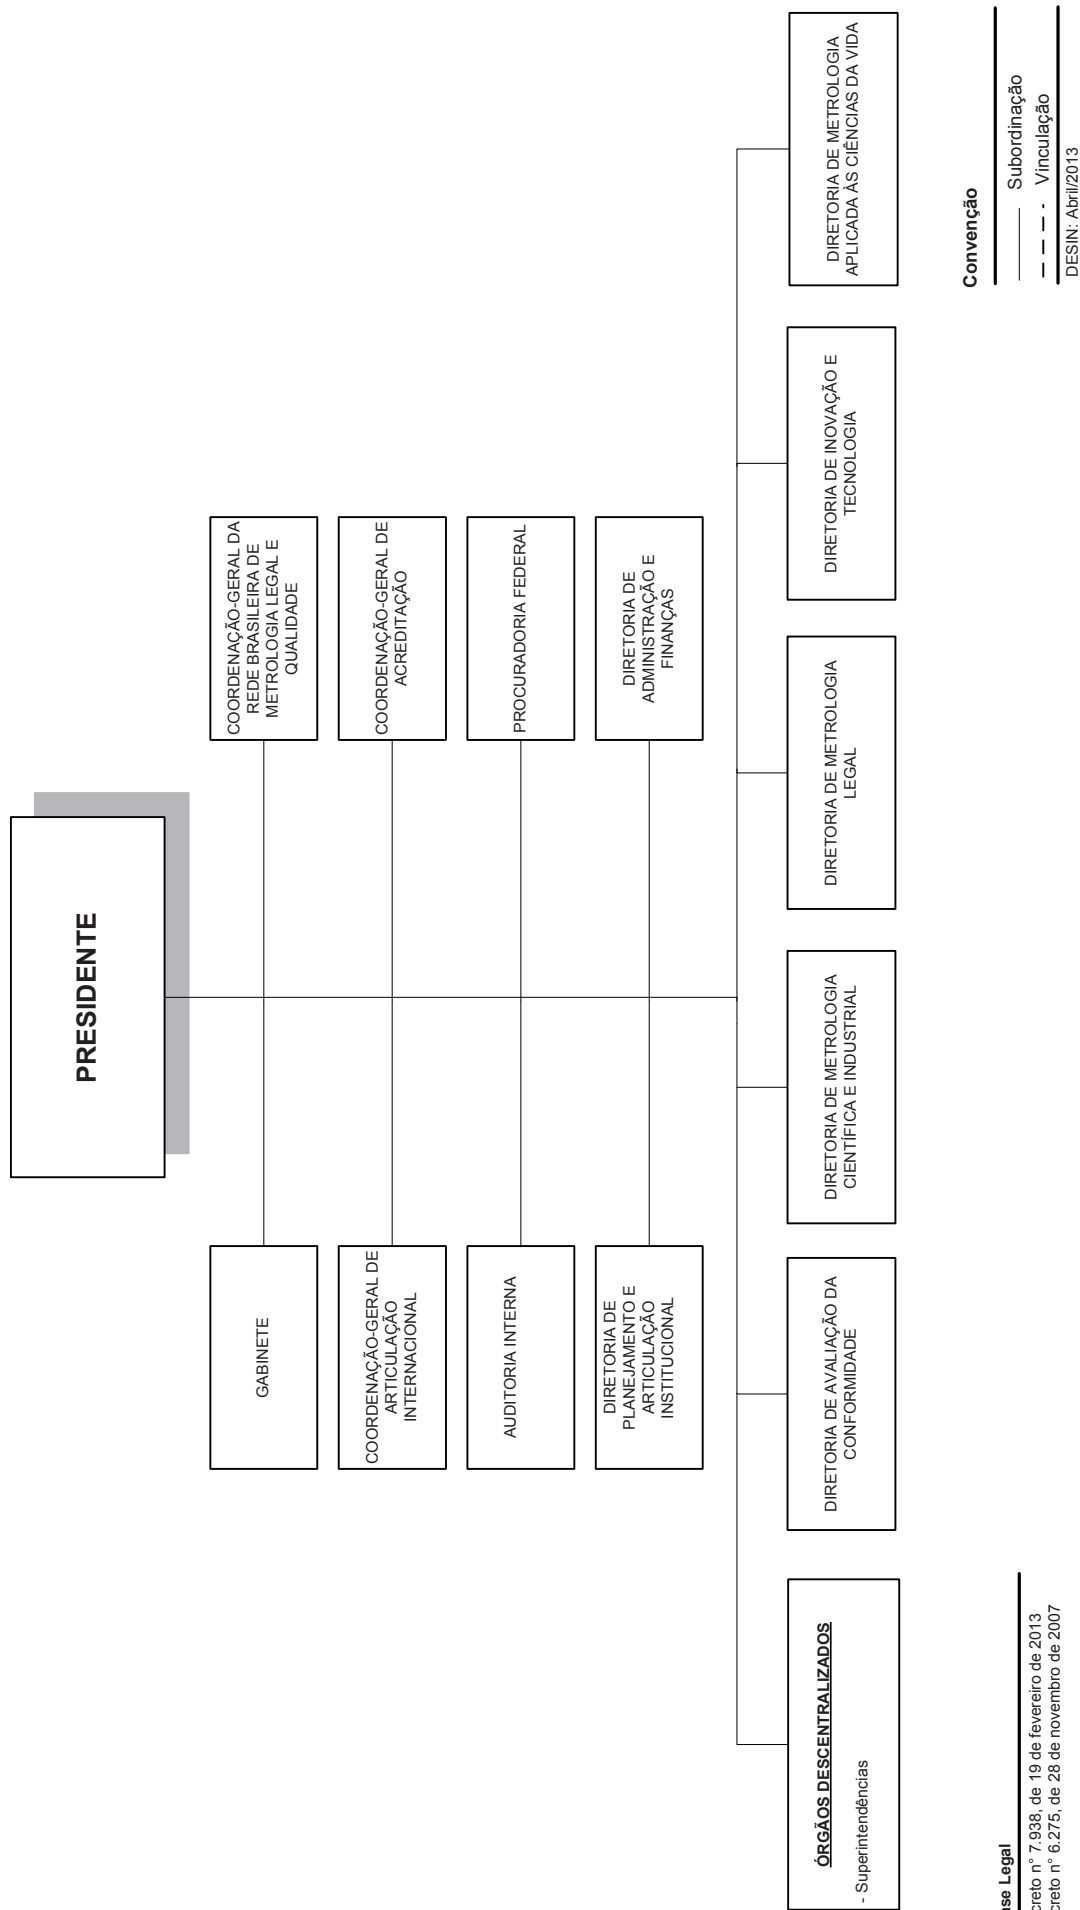 PRESIDENTE
GABINETE
COORDENAÇÃO-GERAL DA
REDE BRASILEIRA DE
METROLOGIA LEGAL E
QUALIDADE
COORDENAÇÃO-GERAL DE
ARTICULAÇÃO
INTERNACIONAL
COORDENAÇÃO-GERAL DE
ACREDITAÇÃO
AUDITORIA INTERNA
PROCURADORIA FEDERAL
DIRETORIA DE
PLANEJAMENTO E
ARTICULAÇÃO
INSTITUCIONAL
DIRETORIA DE
ADMINISTRAÇÃO E
FINANÇAS
ÓRGÃOS DESCENTRALIZADOS
- Superintendências
DIRETORIA DE AVALIAÇÃO DA
CONFORMIDADE
DIRETORIA DE METROLOGIA
CIENTÍFICA E INDUSTRIAL
DIRETORIA DE METROLOGIA
LEGAL
DIRETORIA DE INOVAÇÃO E
TECNOLOGIA
DIRETORIA DE METROLOGIA
APLICADA ÀS CIÊNCIAS DA VIDA
Legal
n° 7.938, de 19 de fevereiro de 2013
n° 6.275, de 28 de novembro de 2007
Convenção
Subordinação
Vinculação
DESIN: Abril/2013